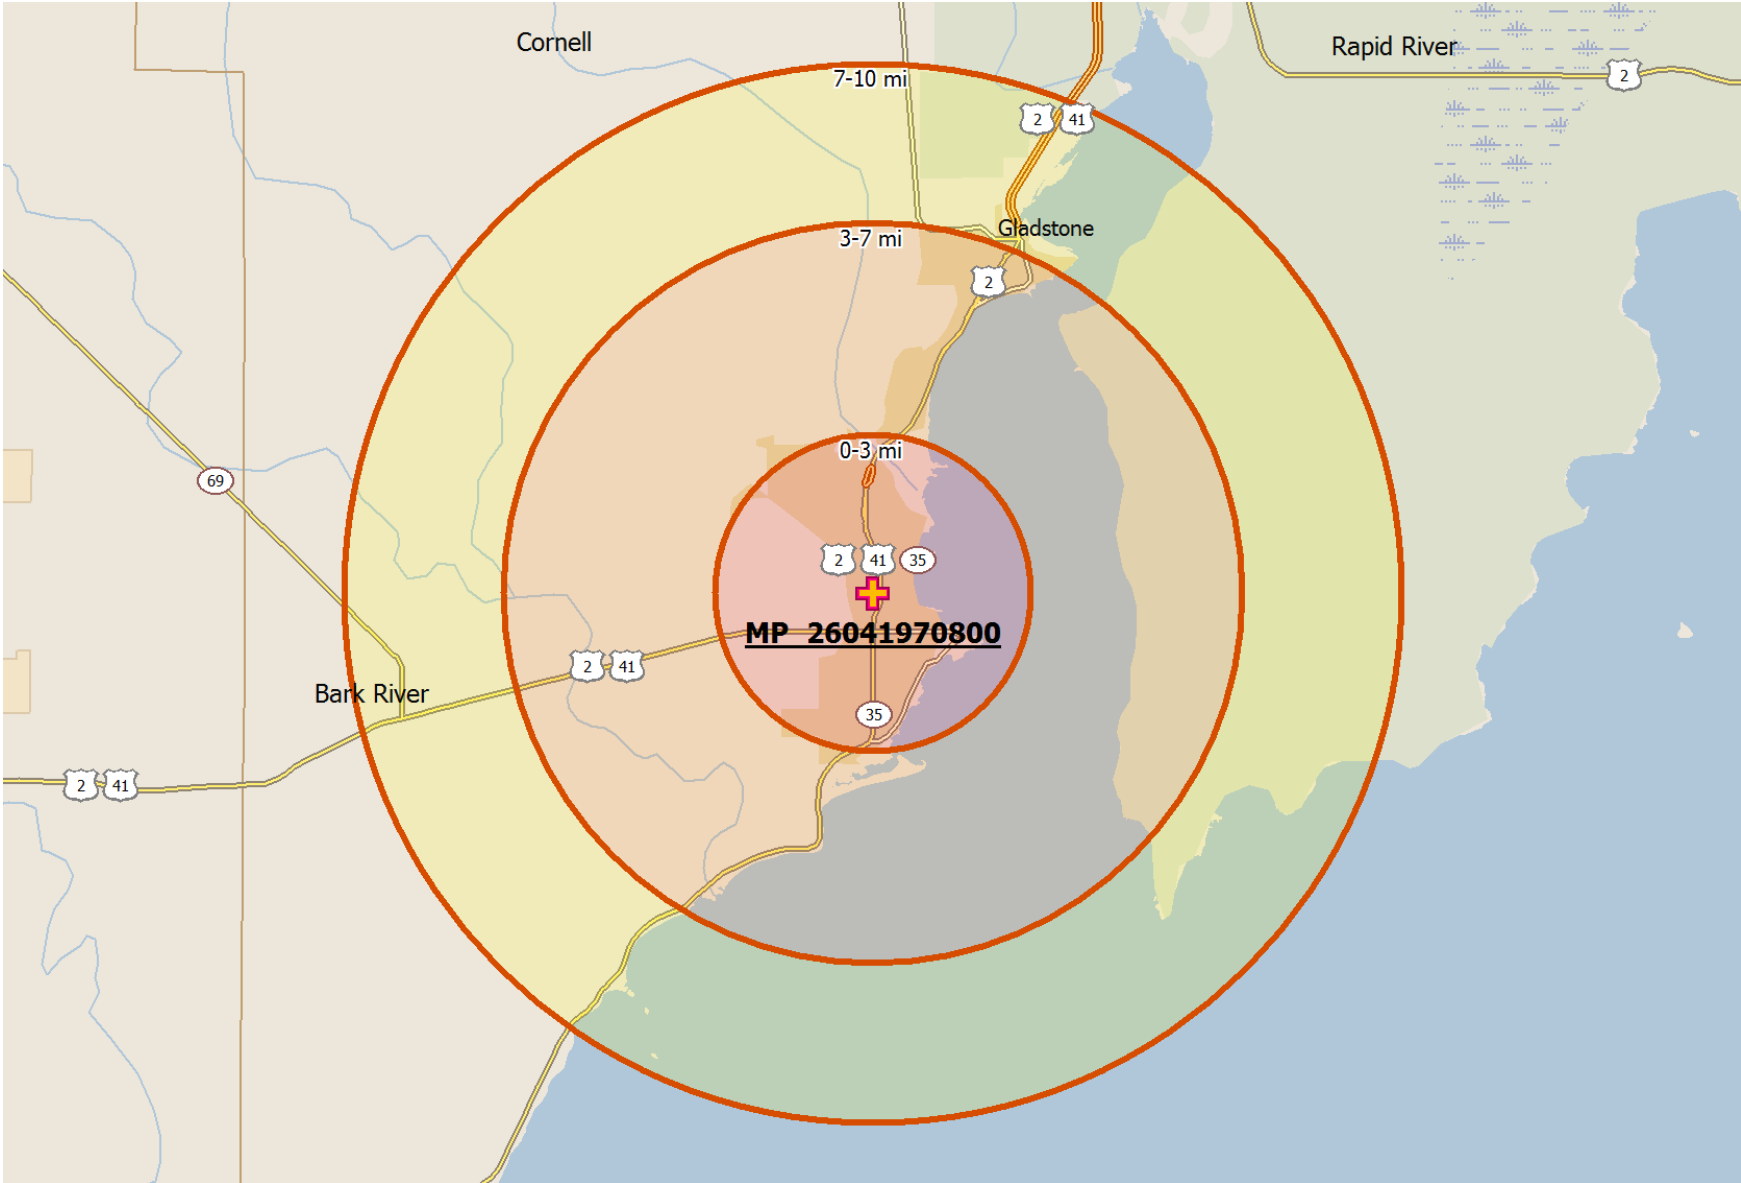 Cornell
Rapid River
7-10 mi
2
2 41
Gladstone
3-7 mi
2
0-3 mi
69
2 41 35
MP 26041970800
2 41
Bark River
35
2 41